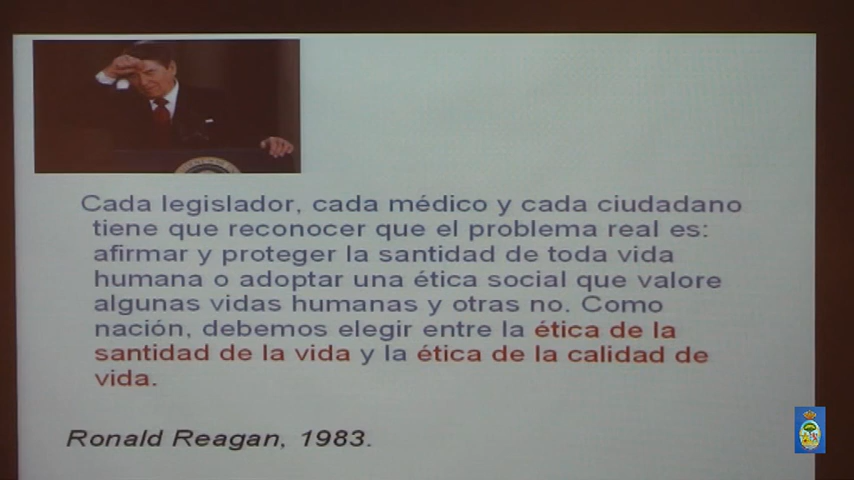 Cada legislador, cada médico y cada ciudadano
tiene que reconocer que el problema real es:
afirmar y proteger la santidad de toda vida
humana o adoptar una ética social que valore
algunas vidas humanas y otras no. Como
nación, debemos elegir entre la ética de la
santidad de la vida y la ética de la calidad de
vida.
Ronald Reagan, 1983.